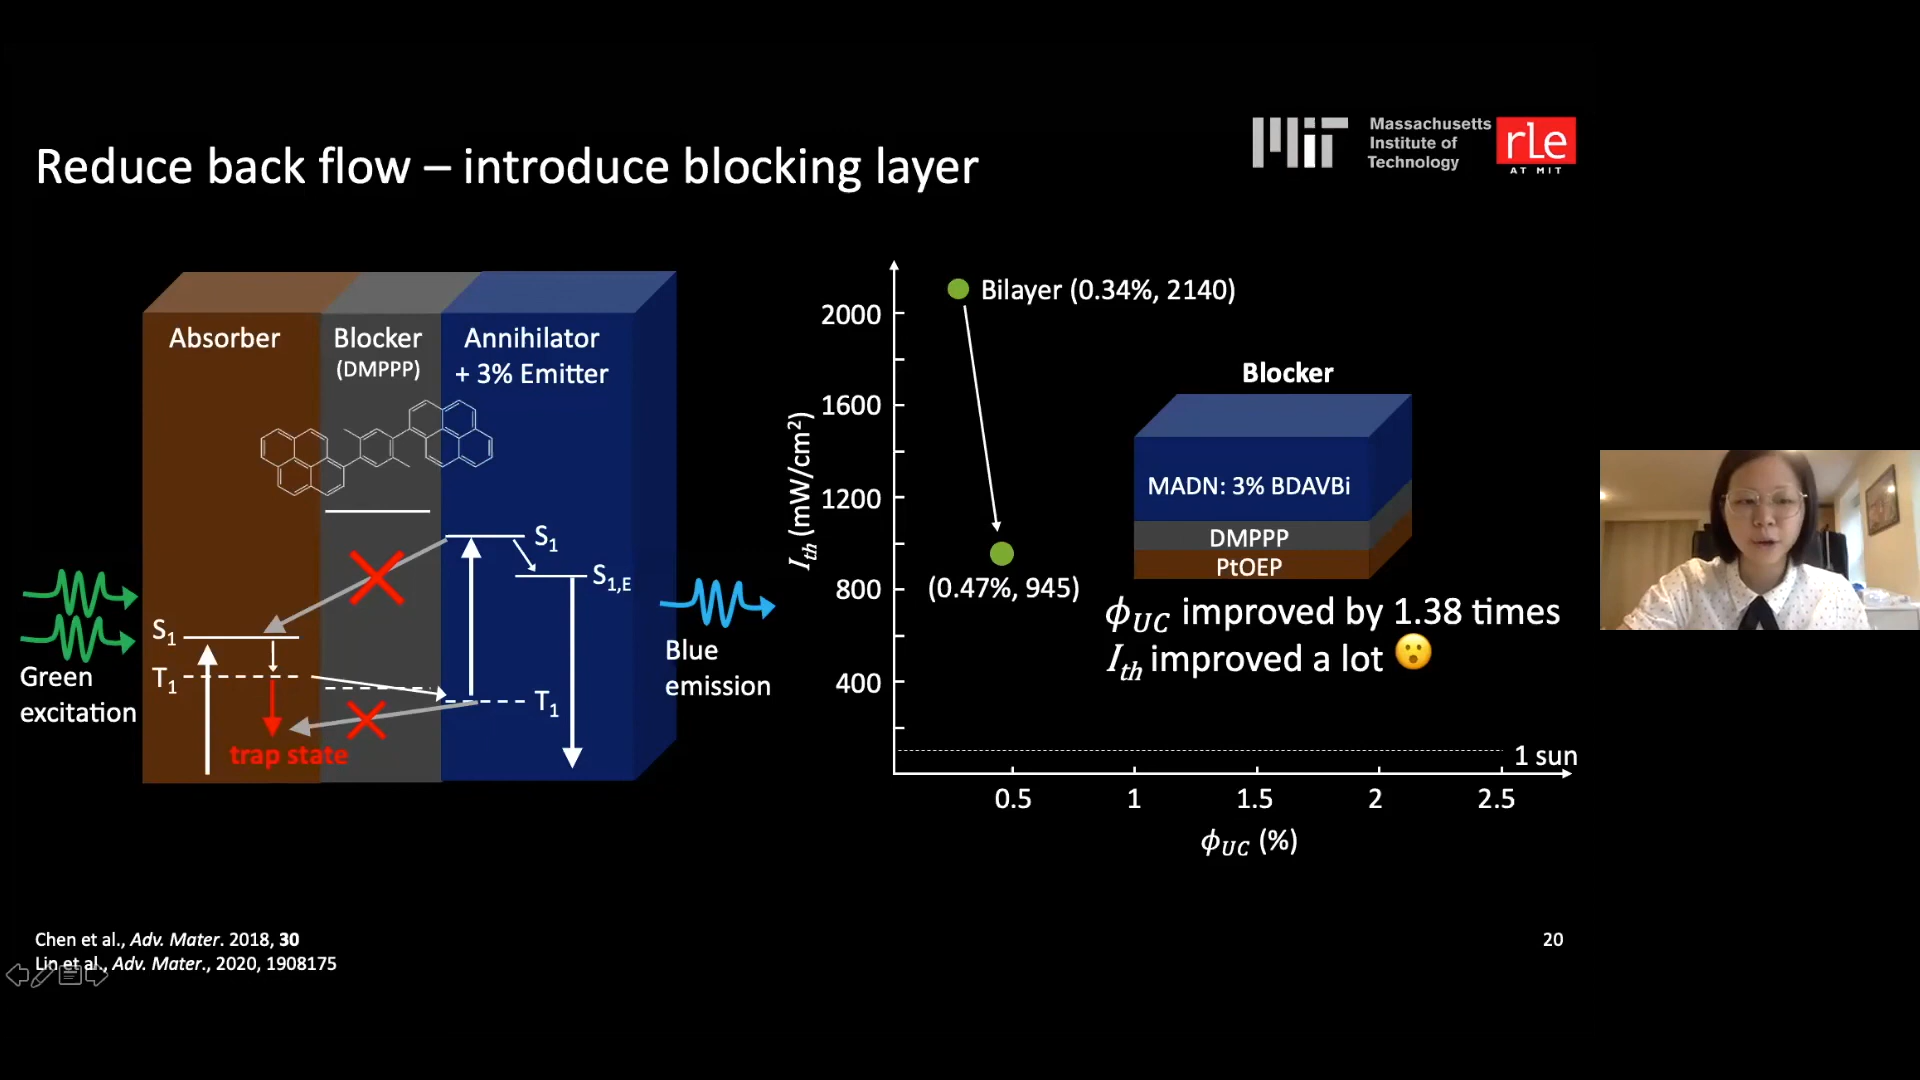 Reduce back flow – introduce blocking layer
Massachusetts
Institute of
Technology
rLe
AT MIT
Absorber
Blocker
(DMPPP)
Annihilator
+ 3% Emitter
S₁
S₁,E
S₁
T₁
T₁
trap state
Green
excitation
Blue
emission
I_th (mW/cm²)
2000
1600
1200
800
400
Bilayer (0.34%, 2140)
(0.47%, 945)
Blocker
MADN: 3% BDAVBi
DMPPP
PtOEP
ϕ_UC improved by 1.38 times
I_th improved a lot 😮
1 sun
0.5 1 1.5 2 2.5
ϕ_UC (%)
Chen et al., Adv. Mater. 2018, 30
Lin et al., Adv. Mater., 2020, 1908175
20